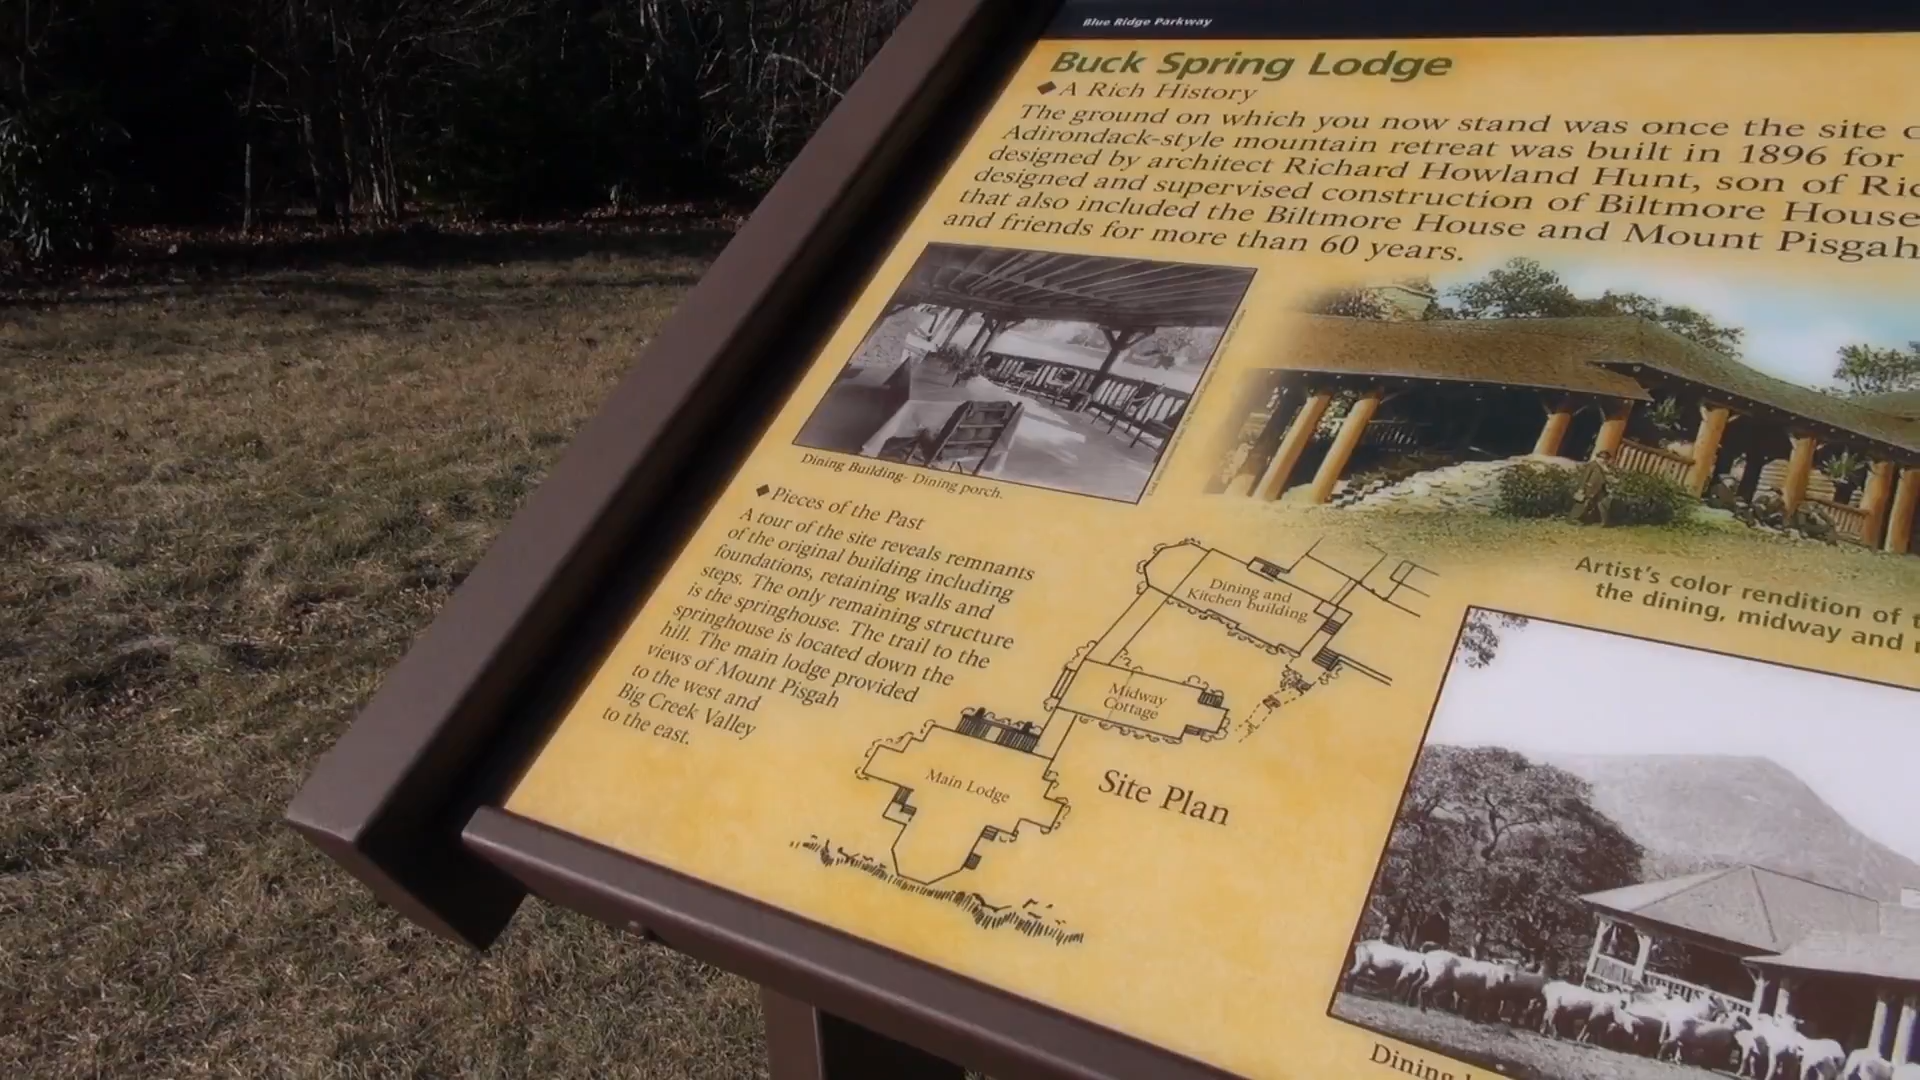 Blue Ridge Parkway
Buck Spring Lodge
◆ A Rich History
The ground on which you now stand was once the site
Adirondack-style mountain retreat was built in 1896 for
designed by architect Richard Howland Hunt, son of
designed and supervised construction of Biltmore House
that also included the Biltmore House and Mount Pisgah
and friends for more than 60 years.
Dining Building- Dining porch.
◆ Pieces of the Past
A tour of the site reveals remnants
of the original building including
foundations, retaining walls and
steps. The only remaining structure
is the springhouse. The trail to the
springhouse is located down the
hill. The main lodge provided
views of Mount Pisgah
to the west and
Big Creek Valley
to the east.
Dining and
Kitchen building
Midway
Cottage
Main Lodge
Site Plan
Artist's color rendition of
the dining, midway and
Dining